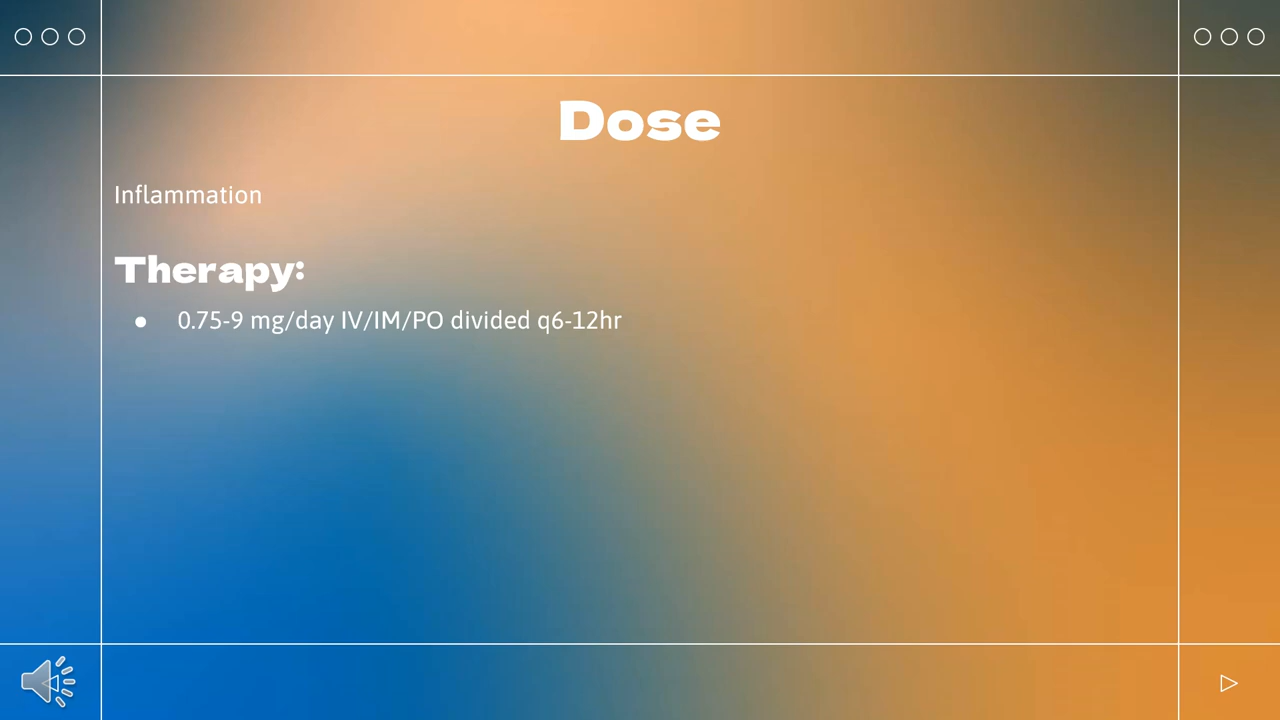 Dose
Inflammation
Therapy:
● 0.75-9 mg/day IV/IM/PO divided q6-12hr